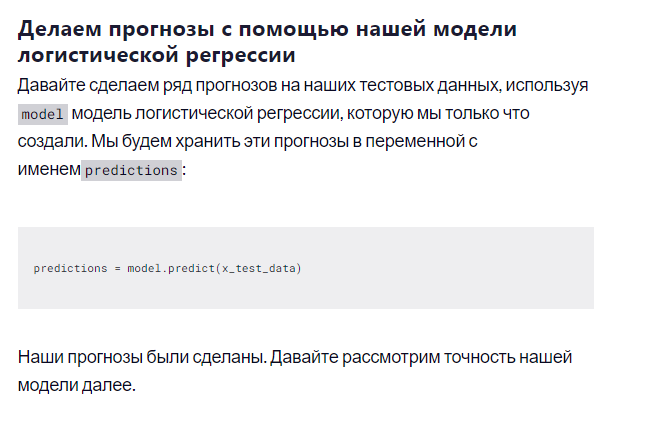 Делаем прогнозы с помощью нашей модели
логистической регрессии
Давайте сделаем ряд прогнозов на наших тестовых данных, используя
model модель логистической регрессии, которую мы только что
создали. Мы будем хранить эти прогнозы в переменной с
именем predictions :
predictions = model.predict(x_test_data)
Наши прогнозы были сделаны. Давайте рассмотрим точность нашей
модели далее.